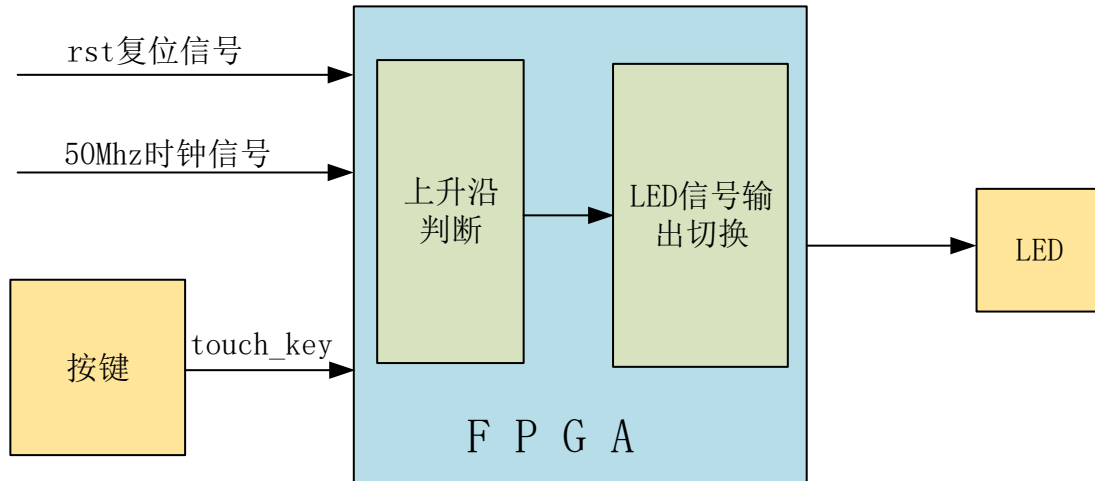 rst复位信号
50Mhz时钟信号
按键
touch_key
上升沿
判断
LED信号输
出切换
LED
FPGA